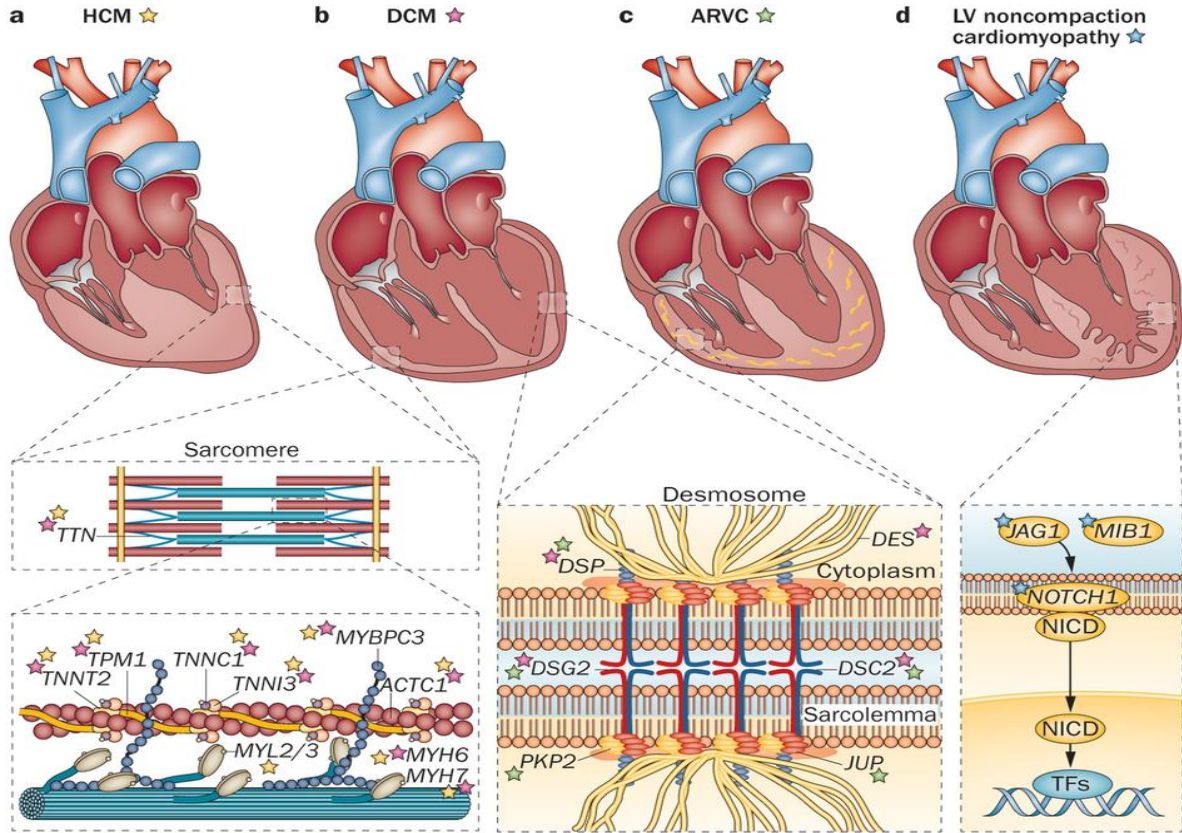 a HCM
b DCM
c ARVC
d LV noncompaction
cardiomyopathy
Sarcomere
TTN
MYBPC3
TPM1
TNNC1
TNNT2
TNNI3
ACTC1
MYL2/3
MYH6
MYH7
Desmosome
DES
DSP
Cytoplasm
DSG2
DSC2
Sarcolemma
PKP2
JUP
JAG1
MIB1
NOTCH1
NICD
NICD
TFs